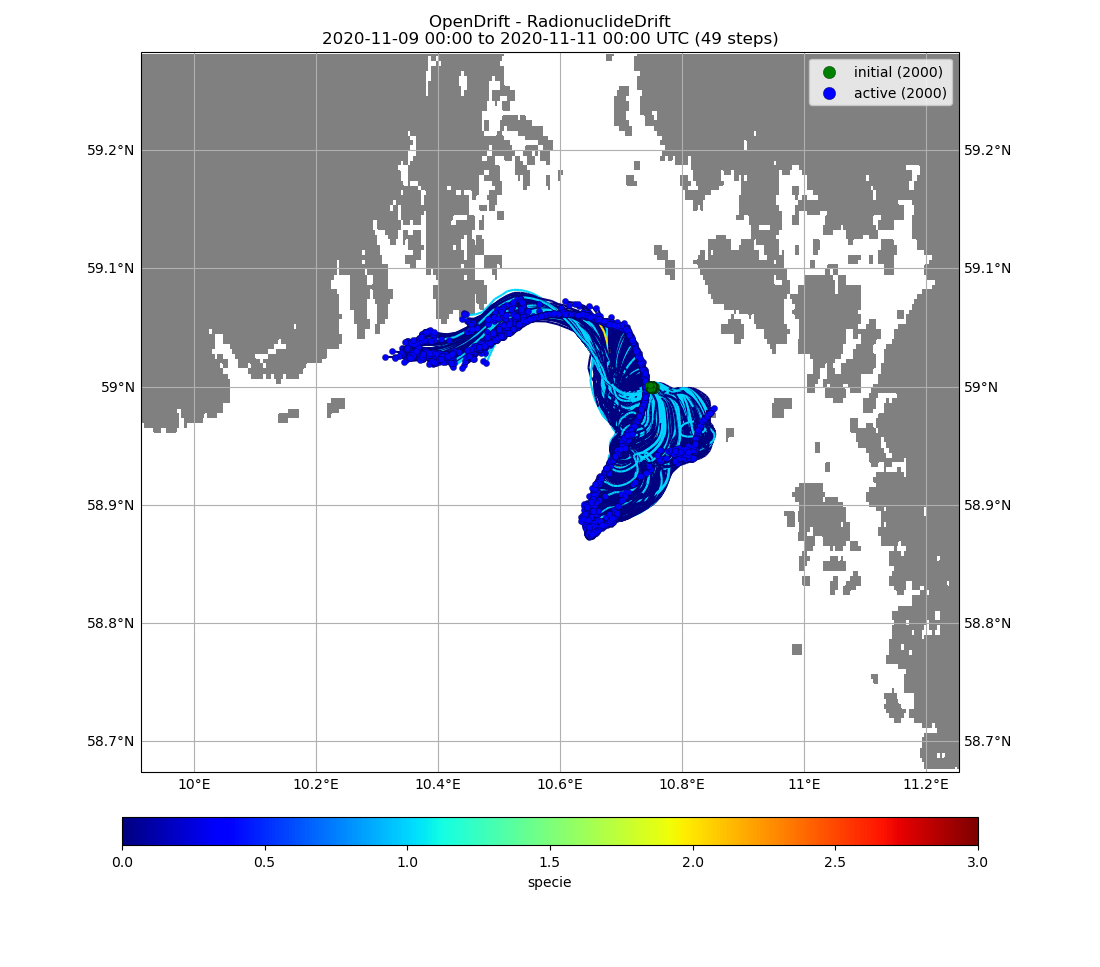 OpenDrift - RadionuclideDrift
2020-11-09 00:00 to 2020-11-11 00:00 UTC (49 steps)
initial (2000)
active (2000)
59.2°N 59.2°N
59.1°N 59.1°N
59°N 59°N
58.9°N 58.9°N
58.8°N 58.8°N
58.7°N 58.7°N
10°E 10.2°E 10.4°E 10.6°E 10.8°E 11°E 11.2°E
0.0 0.5 1.0 1.5 2.0 2.5 3.0
specie